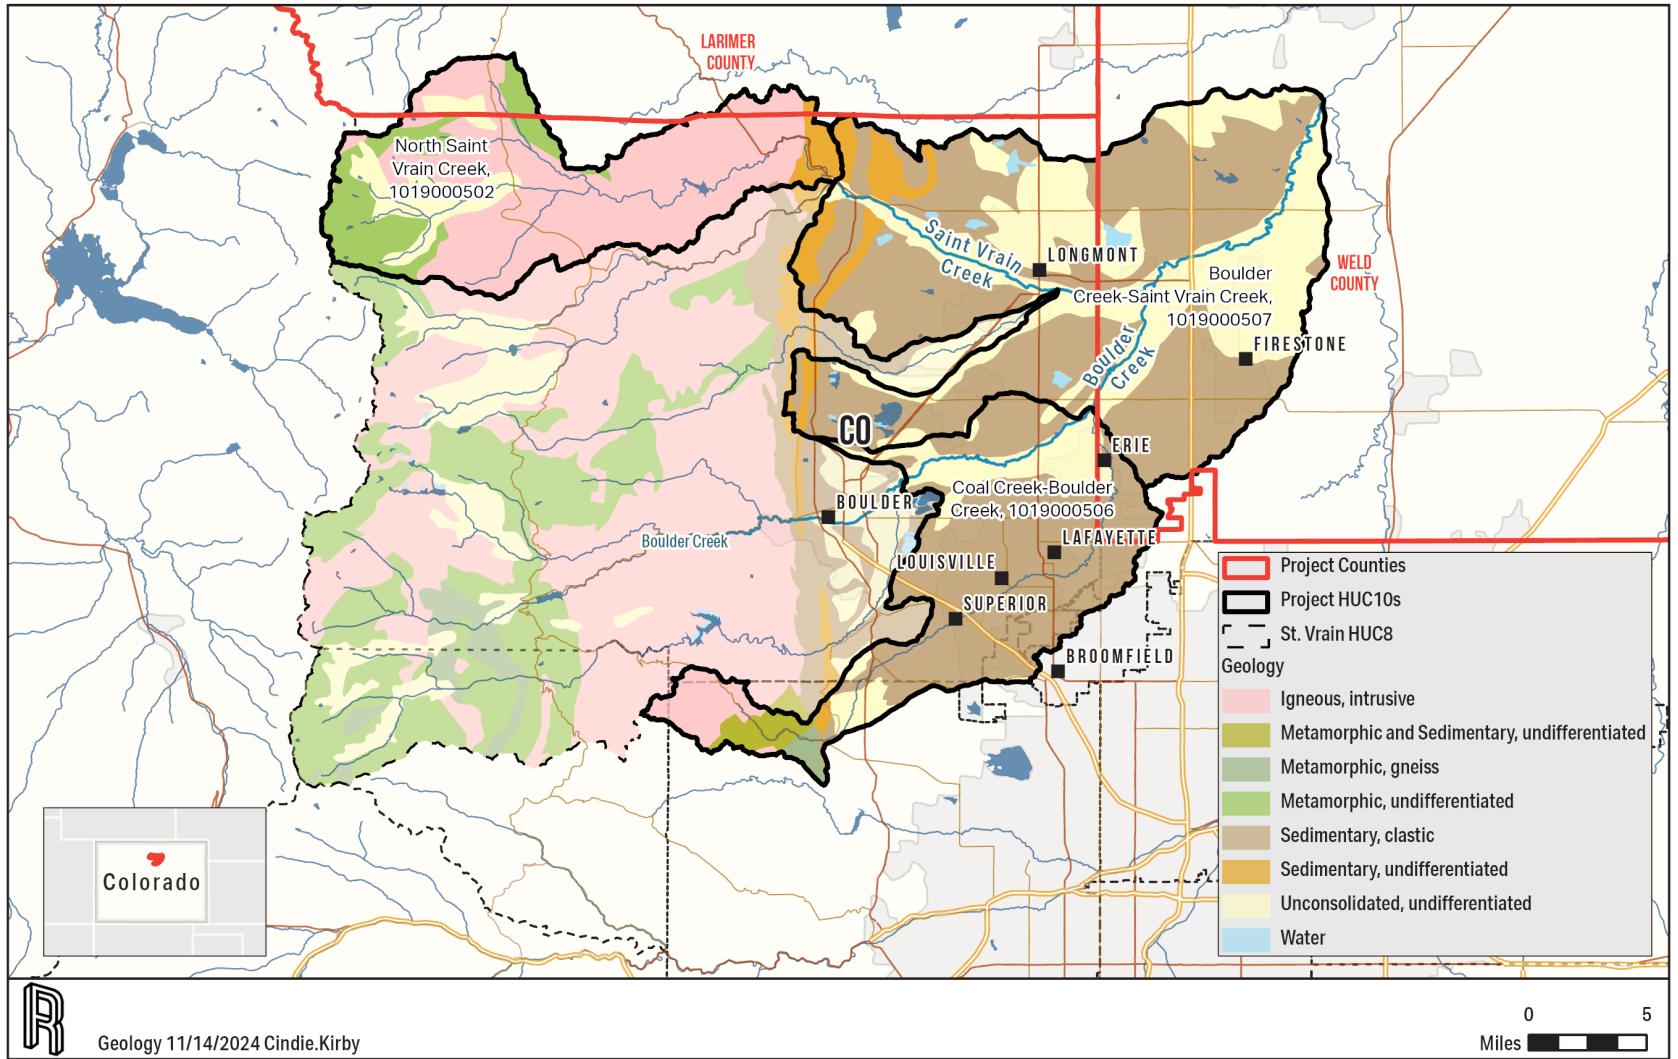 LARIMER
COUNTY
North Saint
Vrain Creek,
1019000502
Saint Vrain
Creek
LONGMONT
WELD
COUNTY
Boulder
Creek-Saint Vrain Creek,
1019000507
Boulder
Creek
FIRESTONE
CO
ERIE
BOULDER
Coal Creek-Boulder
Creek, 1019000506
Boulder Creek
LAFAYETTE
LOUISVILLE
SUPERIOR
BROOMFIELD
Project Counties
Project HUC10s
St. Vrain HUC8
Geology
Igneous, intrusive
Metamorphic and Sedimentary, undifferentiated
Metamorphic, gneiss
Metamorphic, undifferentiated
Sedimentary, clastic
Sedimentary, undifferentiated
Unconsolidated, undifferentiated
Water
Colorado
R
Geology 11/14/2024 Cindie.Kirby
0 5
Miles